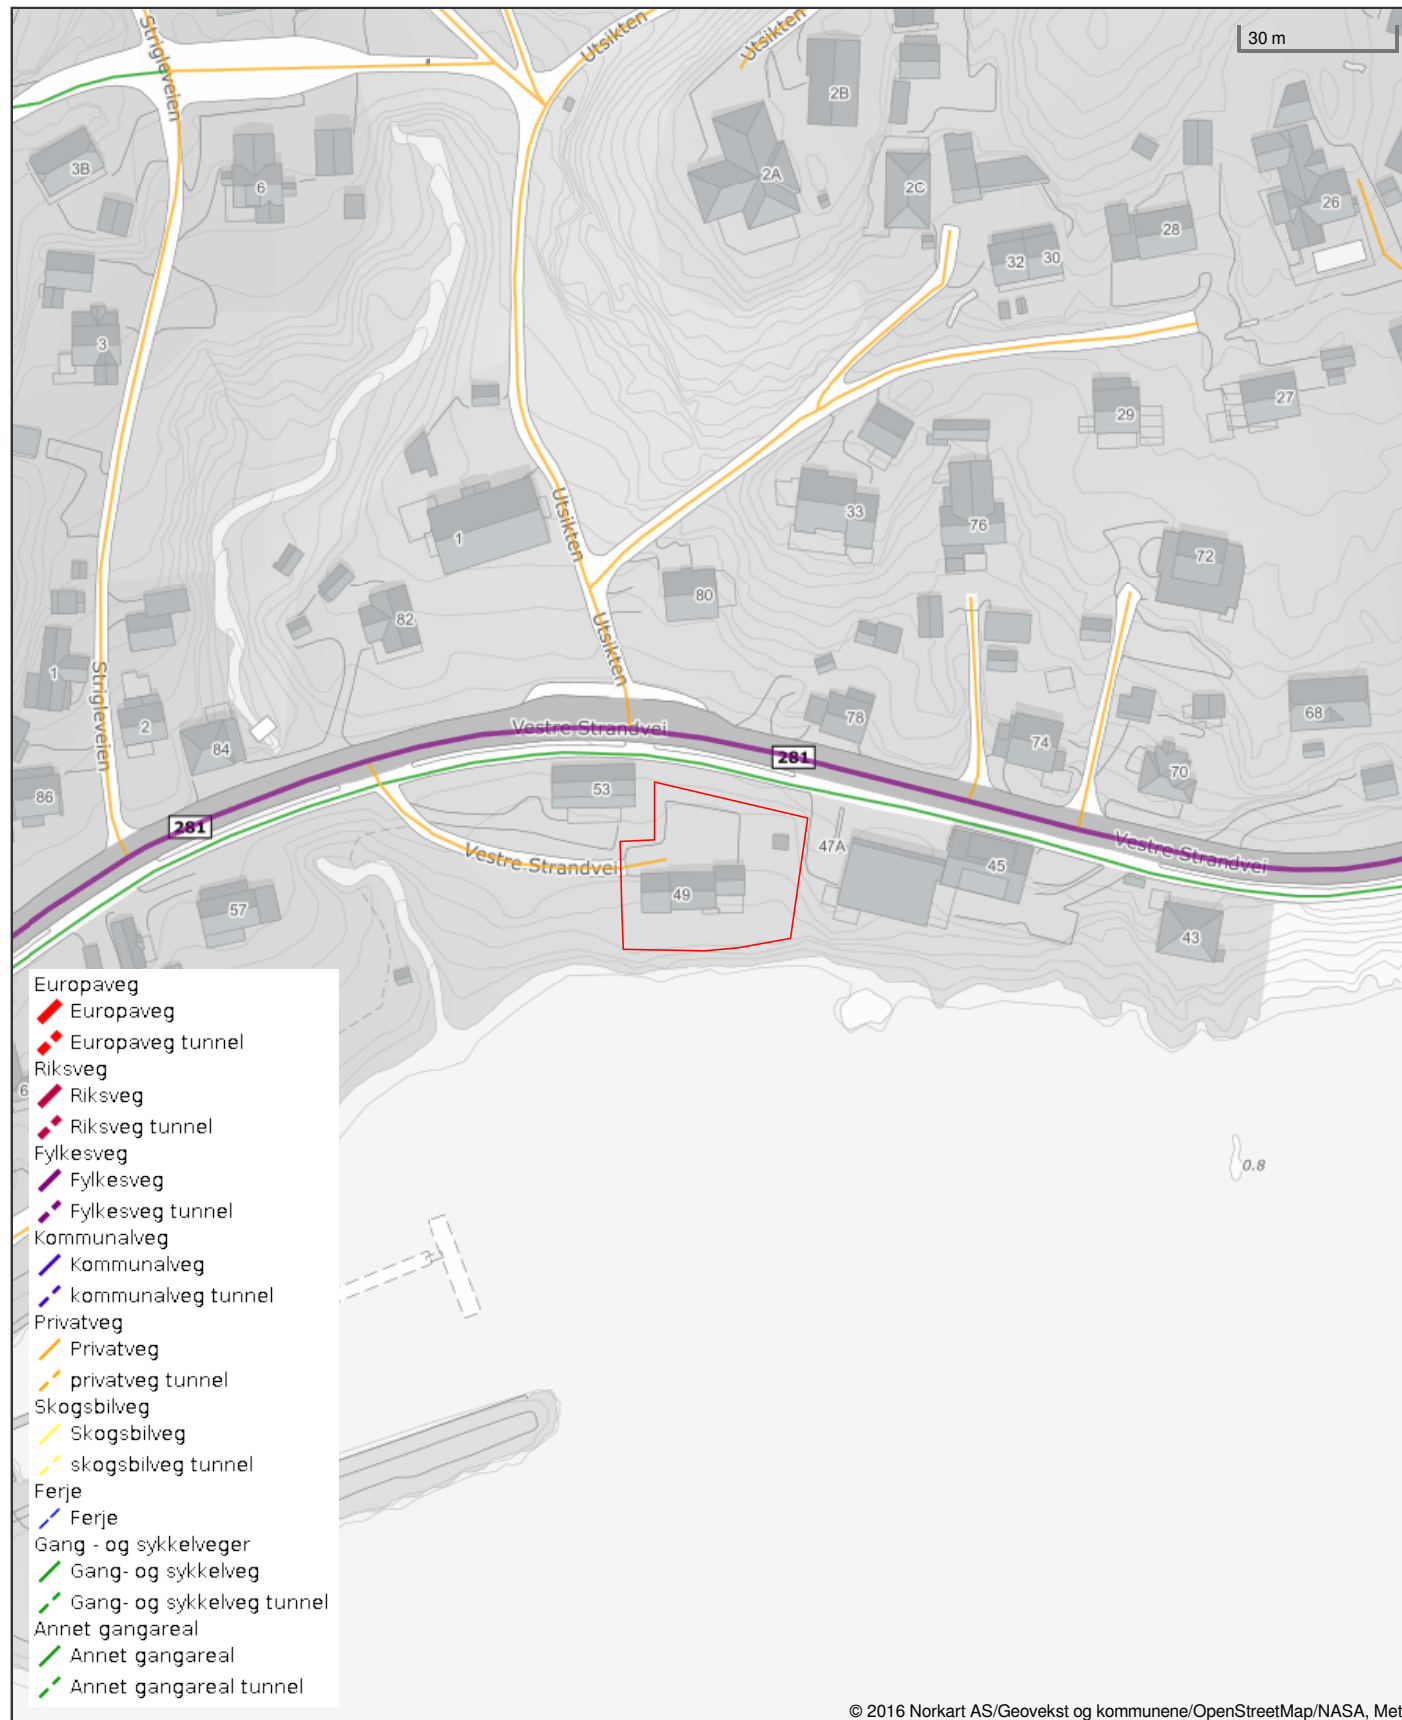 30 m
Utsikten
Utsikten
Strigleveien
2B
3B
6
2A
2C
26
28
32
30
3
27
29
33
1
76
Utsikten
72
80
82
Utsikten
1
Strigleveien
2
84
78
68
74
70
Vestre Strandvei
281
53
86
281
47A
Vestre Strandvei
45
Vestre Strandvei
49
57
43
Europaveg
Europaveg
Europaveg tunnel
Riksveg
Riksveg
6
Riksveg tunnel
Fylkesveg
0.8
Fylkesveg
Fylkesveg tunnel
Kommunalveg
Kommunalveg
kommunalveg tunnel
Privatveg
Privatveg
privatveg tunnel
Skogsbilveg
Skogsbilveg
skogsbilveg tunnel
Ferje
Ferje
Gang - og sykkelveger
Gang- og sykkelveg
Gang- og sykkelveg tunnel
Annet gangareal
Annet gangareal
Annet gangareal tunnel
© 2016 Norkart AS/Geovekst og kommunene/OpenStreetMap/NASA, Met